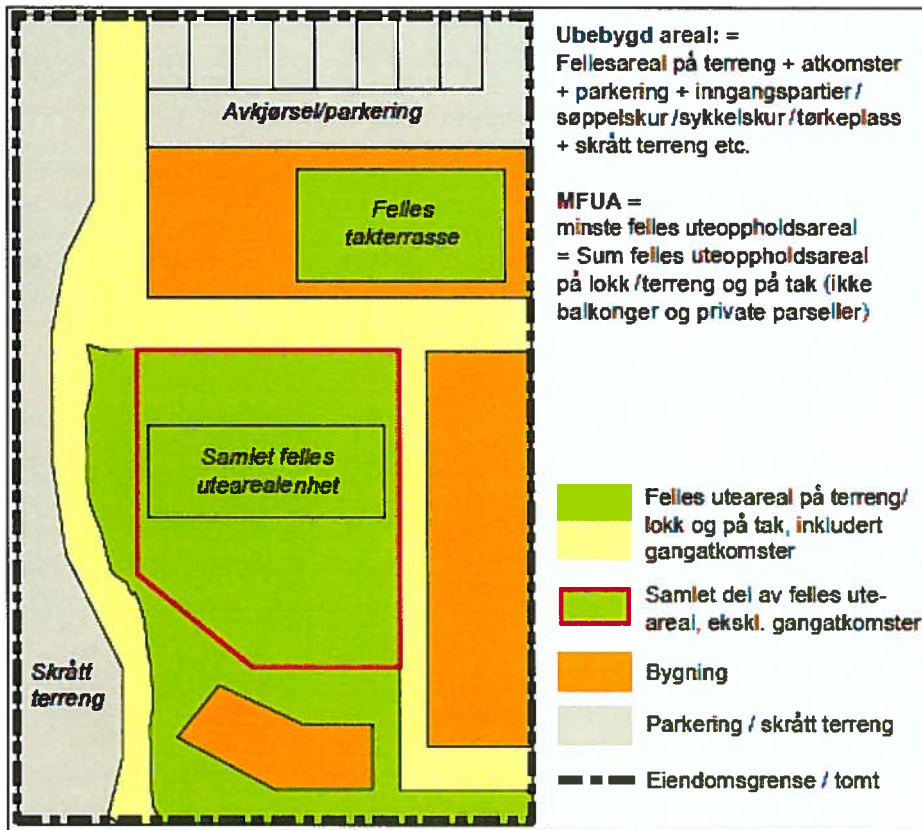 Avkjørsel/parkering
Felles
takterrasse
Samlet felles
utearealenhet
Skrått
terreng
Ubebygd areal: =
Fellesareal på terreng + atkomster
+ parkering + inngangspartier/
søppelskur/sykkelskur/tørkeplass
+ skrått terreng etc.
MFUA =
minste felles uteoppholdsareal
= Sum felles uteoppholdsareal
på lokk/terreng og på tak (ikke
balkonger og private parseller)
Felles uteareal på terreng/
lokk og på tak, inkludert
gangatkomster
Samlet del av felles ute-
areal, ekskl. gangatkomster
Bygning
Parkering / skrått terreng
Eiendomsgrense / tomt